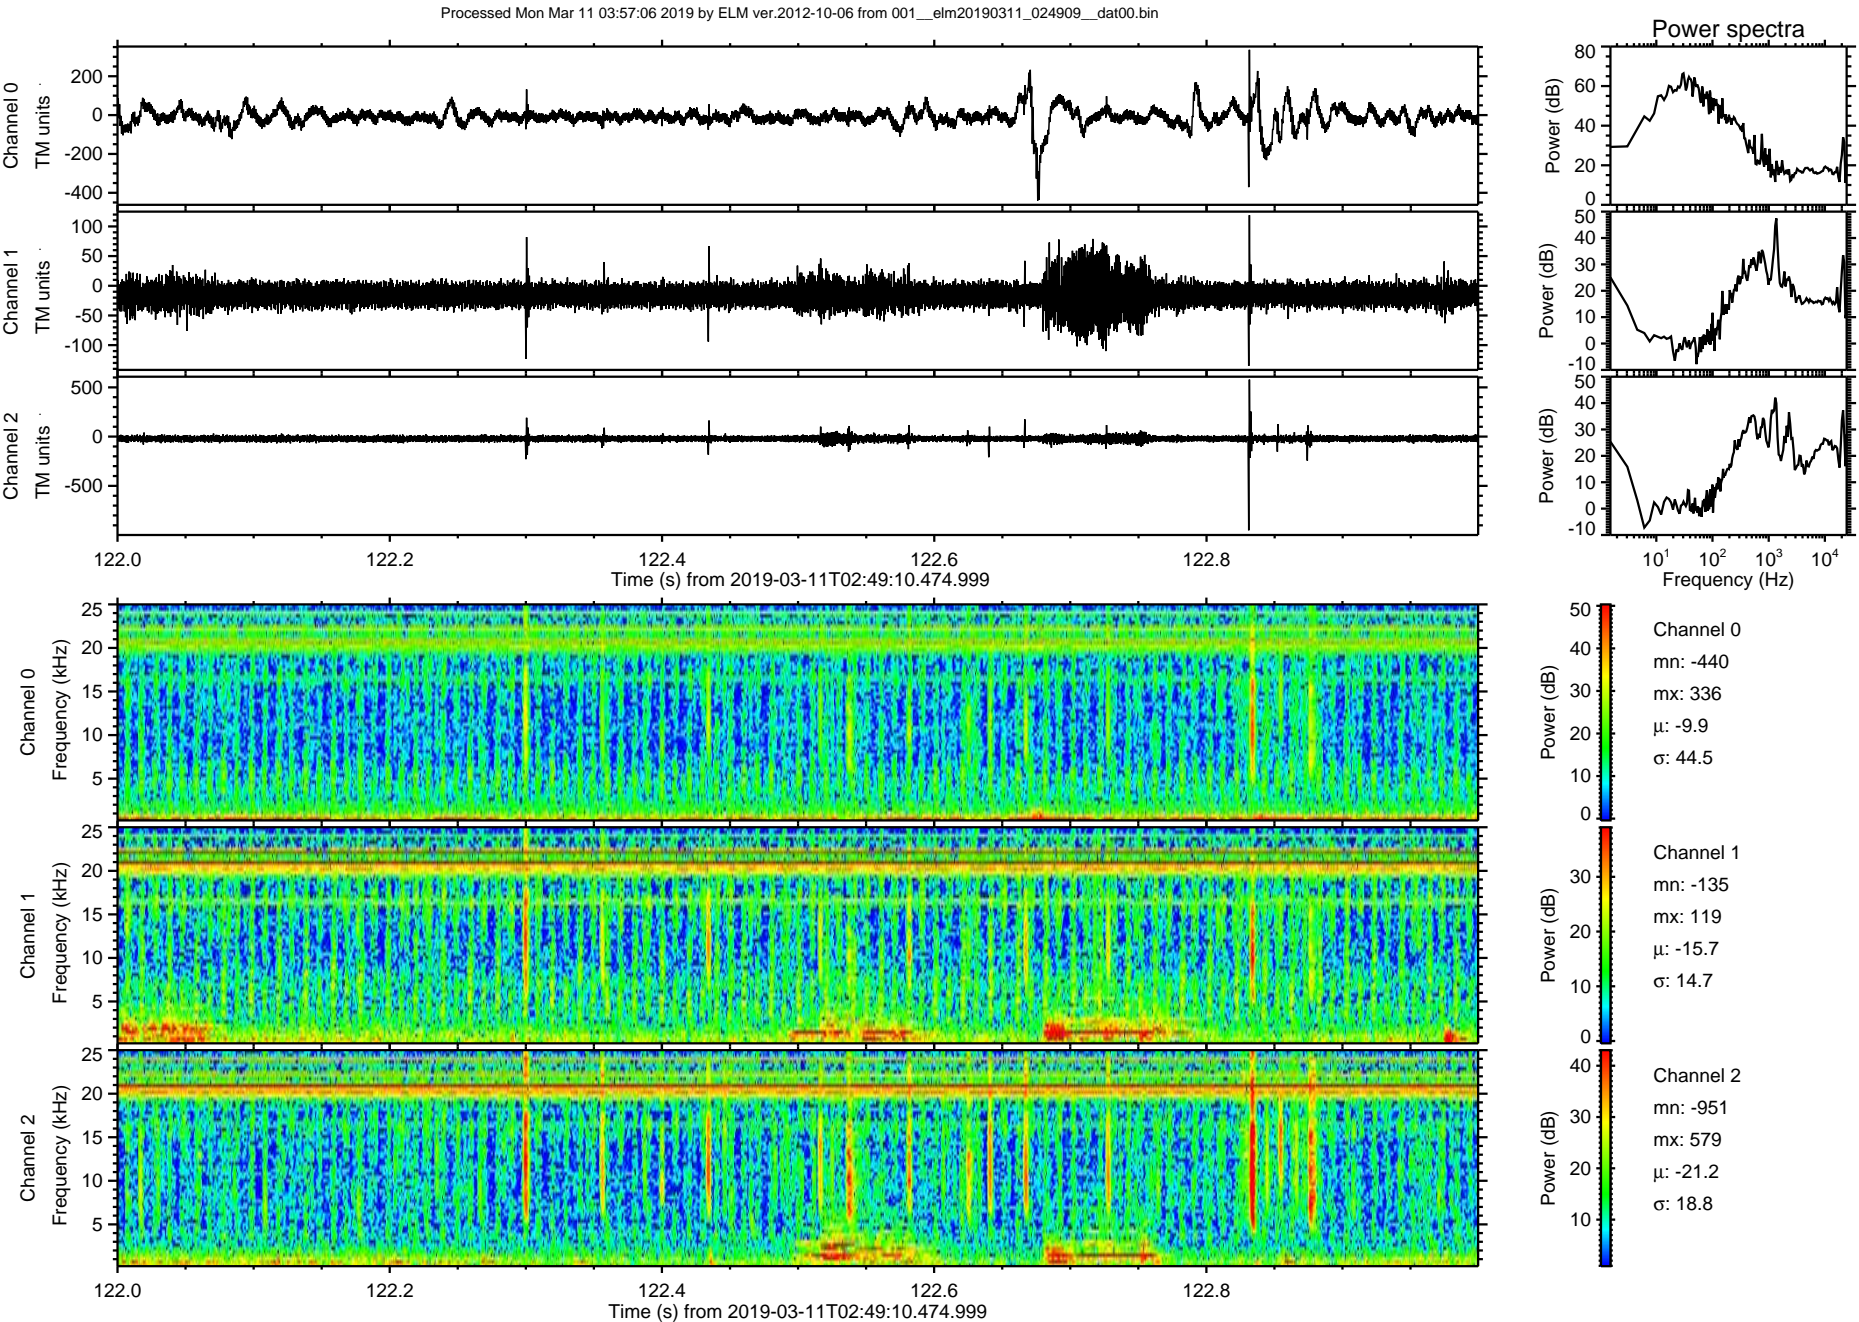 Processed Mon Mar 11 03:57:06 2019 by ELM ver.2012-10-06 from 001__elm20190311_024909__dat00.bin
Power spectra
Channel 0
TM units
200
0
-200
-400
Power (dB)
80
60
40
20
0
Channel 1
TM units
100
50
0
-50
-100
Power (dB)
50
40
30
20
10
0
-10
Channel 2
TM units
500
0
-500
Power (dB)
50
40
30
20
10
0
-10
122.0 122.2 122.4 122.6 122.8
Time (s) from 2019-03-11T02:49:10.474.999
10^1 10^2 10^3 10^4
Frequency (Hz)
Channel 0
Frequency (kHz)
25
20
15
10
5
Power (dB)
50
40
30
20
10
0
Channel 0
mn: -440
mx: 336
μ: -9.9
σ: 44.5
Channel 1
Frequency (kHz)
25
20
15
10
5
Power (dB)
30
20
10
0
Channel 1
mn: -135
mx: 119
μ: -15.7
σ: 14.7
Channel 2
Frequency (kHz)
25
20
15
10
5
Power (dB)
40
30
20
10
Channel 2
mn: -951
mx: 579
μ: -21.2
σ: 18.8
122.0 122.2 122.4 122.6 122.8
Time (s) from 2019-03-11T02:49:10.474.999